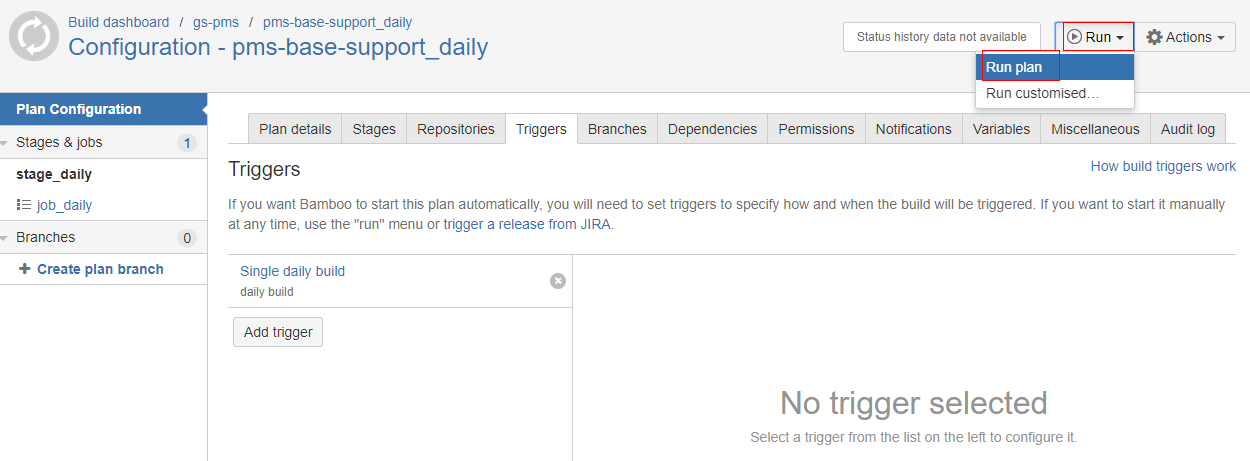 Build dashboard / gs-pms / pms-base-support_daily
Configuration - pms-base-support_daily
Status history data not available
Run
Actions
Run plan
Run customised…
Plan Configuration
Stages & jobs 1
stage_daily
job_daily
Branches 0
Create plan branch
Plan details Stages Repositories Triggers Branches Dependencies Permissions Notifications Variables Miscellaneous Audit log
Triggers
How build triggers work
If you want Bamboo to start this plan automatically, you will need to set triggers to specify how and when the build will be triggered. If you want to start it manually
at any time, use the "run" menu or trigger a release from JIRA.
Single daily build
daily build
Add trigger
No trigger selected
Select a trigger from the list on the left to configure it.